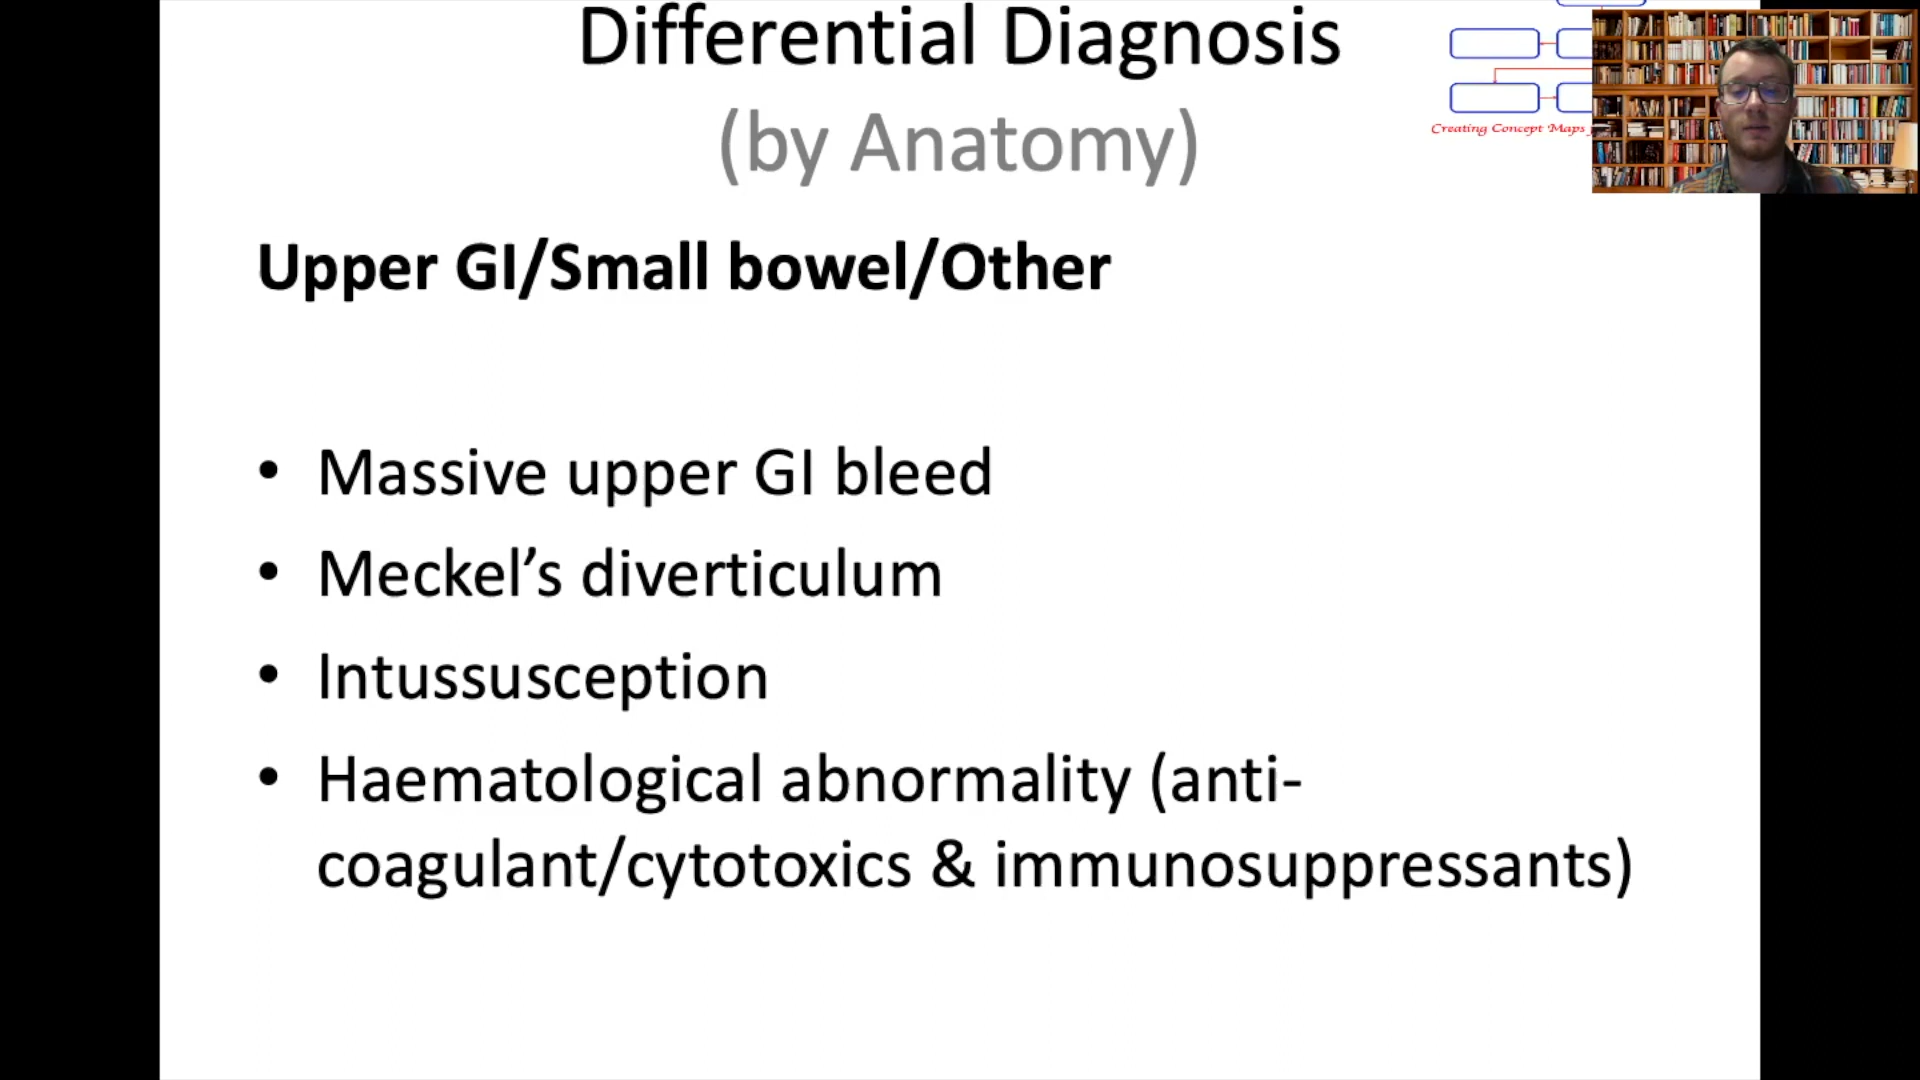 Differential Diagnosis
(by Anatomy)
Creating Concept Maps
Upper GI/Small bowel/Other
• Massive upper GI bleed
• Meckel’s diverticulum
• Intussusception
• Haematological abnormality (anti-
coagulant/cytotoxics & immunosuppressants)